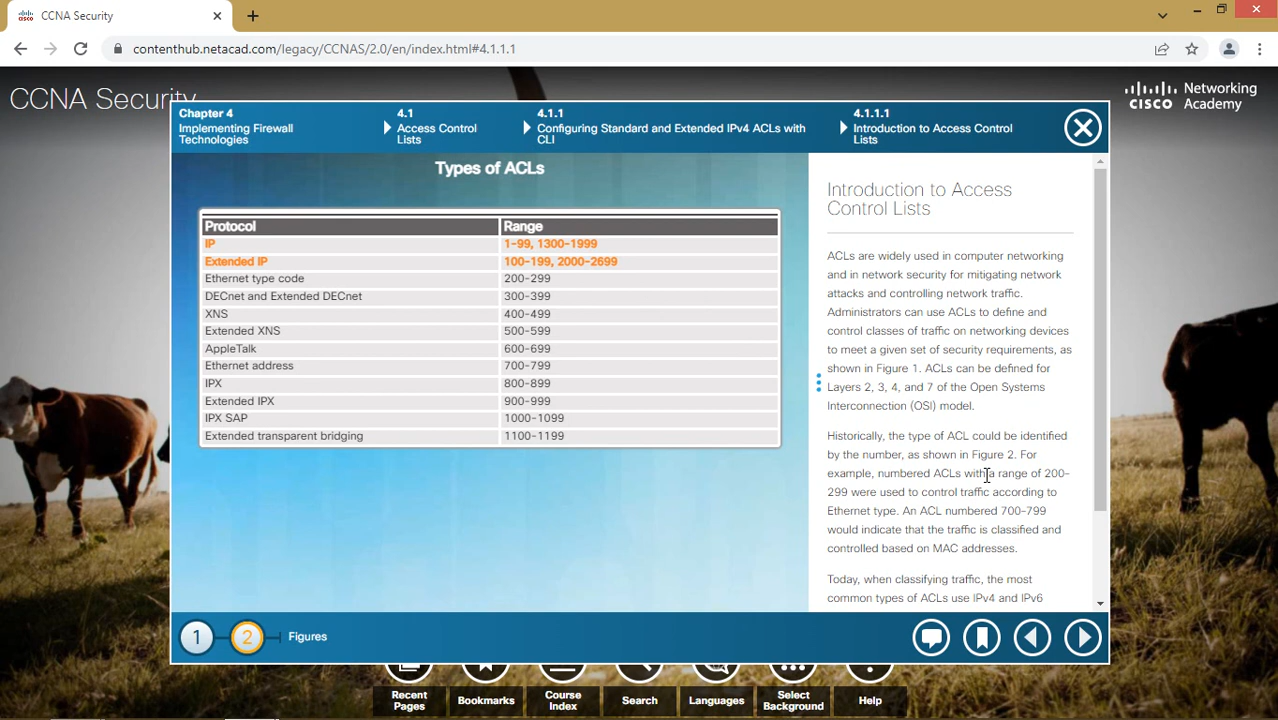 CCNA Security
contenthub.netacad.com/legacy/CCNAS/2.0/en/index.html#4.1.1.1
CCNA Security
Networking
CISCO Academy
Chapter 4
Implementing Firewall
Technologies
4.1
Access Control
Lists
4.1.1
Configuring Standard and Extended IPv4 ACLs with
CLI
4.1.1.1
Introduction to Access Control
Lists
Types of ACLs
Protocol Range
IP 1-99, 1300-1999
Extended IP 100-199, 2000-2699
Ethernet type code 200-299
DECnet and Extended DECnet 300-399
XNS 400-499
Extended XNS 500-599
AppleTalk 600-699
Ethernet address 700-799
IPX 800-899
Extended IPX 900-999
IPX SAP 1000-1099
Extended transparent bridging 1100-1199
Introduction to Access
Control Lists
ACLs are widely used in computer networking
and in network security for mitigating network
attacks and controlling network traffic.
Administrators can use ACLs to define and
control classes of traffic on networking devices
to meet a given set of security requirements, as
shown in Figure 1. ACLs can be defined for
Layers 2, 3, 4, and 7 of the Open Systems
Interconnection (OSI) model.
Historically, the type of ACL could be identified
by the number, as shown in Figure 2. For
example, numbered ACLs with a range of 200-
299 were used to control traffic according to
Ethernet type. An ACL numbered 700-799
would indicate that the traffic is classified and
controlled based on MAC addresses.
Today, when classifying traffic, the most
common types of ACLs use IPv4 and IPv6
1 2 Figures
Recent
Pages
Bookmarks
Course
Index
Search
Languages
Select
Background
Help